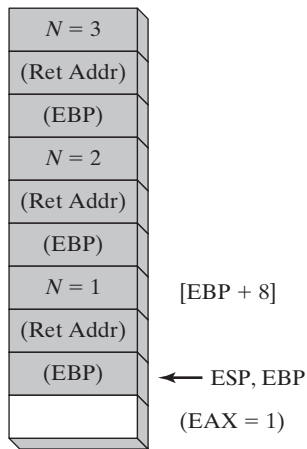 N = 3
(Ret Addr)
(EBP)
N = 2
(Ret Addr)
(EBP)
N = 1
[EBP + 8]
(Ret Addr)
(EBP)
ESP, EBP
(EAX = 1)